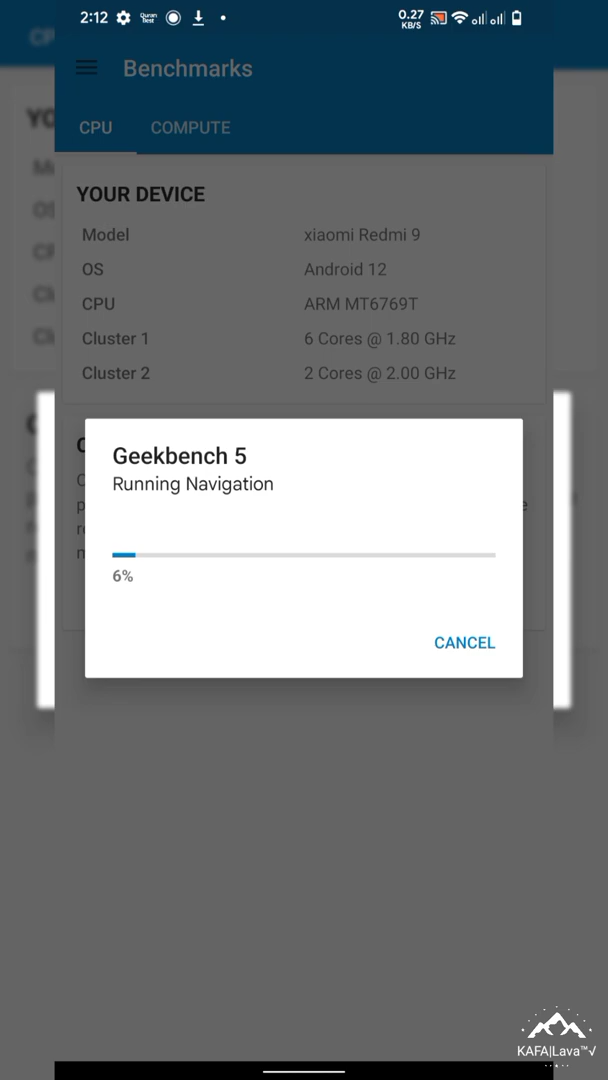 2:12 Quran Best 0.27 KB/S
Benchmarks
CPU COMPUTE
YOUR DEVICE
Model xiaomi Redmi 9
OS Android 12
CPU ARM MT6769T
Cluster 1 6 Cores @ 1.80 GHz
Cluster 2 2 Cores @ 2.00 GHz
Geekbench 5
Running Navigation
6%
CANCEL
KAFA|Lava™√